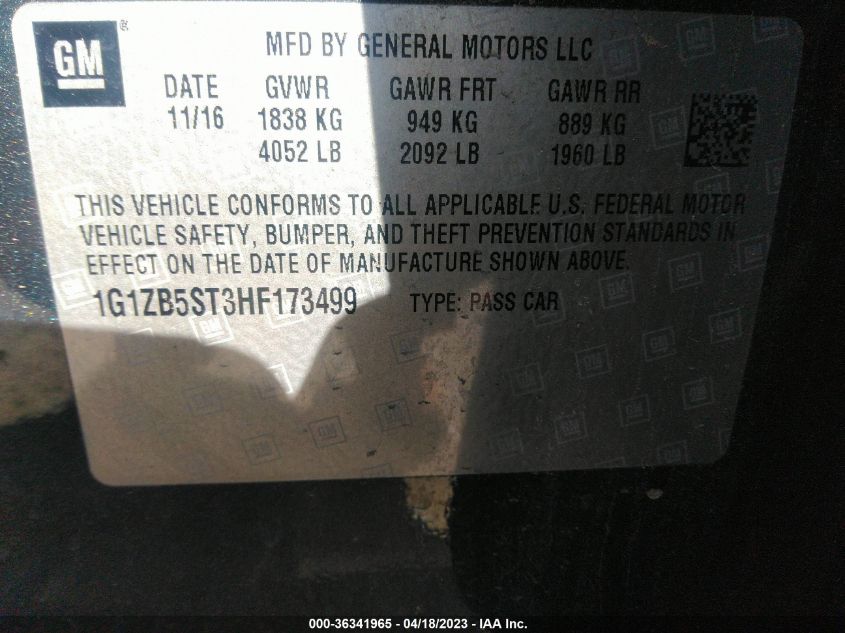 GM ®
MFD BY GENERAL MOTORS LLC
DATE GVWR GAWR FRT GAWR RR
11/16 1838 KG 949 KG 889 KG
4052 LB 2092 LB 1960 LB
THIS VEHICLE CONFORMS TO ALL APPLICABLE U.S. FEDERAL MOTOR
VEHICLE SAFETY, BUMPER, AND THEFT PREVENTION STANDARDS IN
EFFECT ON THE DATE OF MANUFACTURE SHOWN ABOVE.
1G1ZB5ST3HF173499 TYPE: PASS CAR
000-36341965 - 04/18/2023 - IAA Inc.